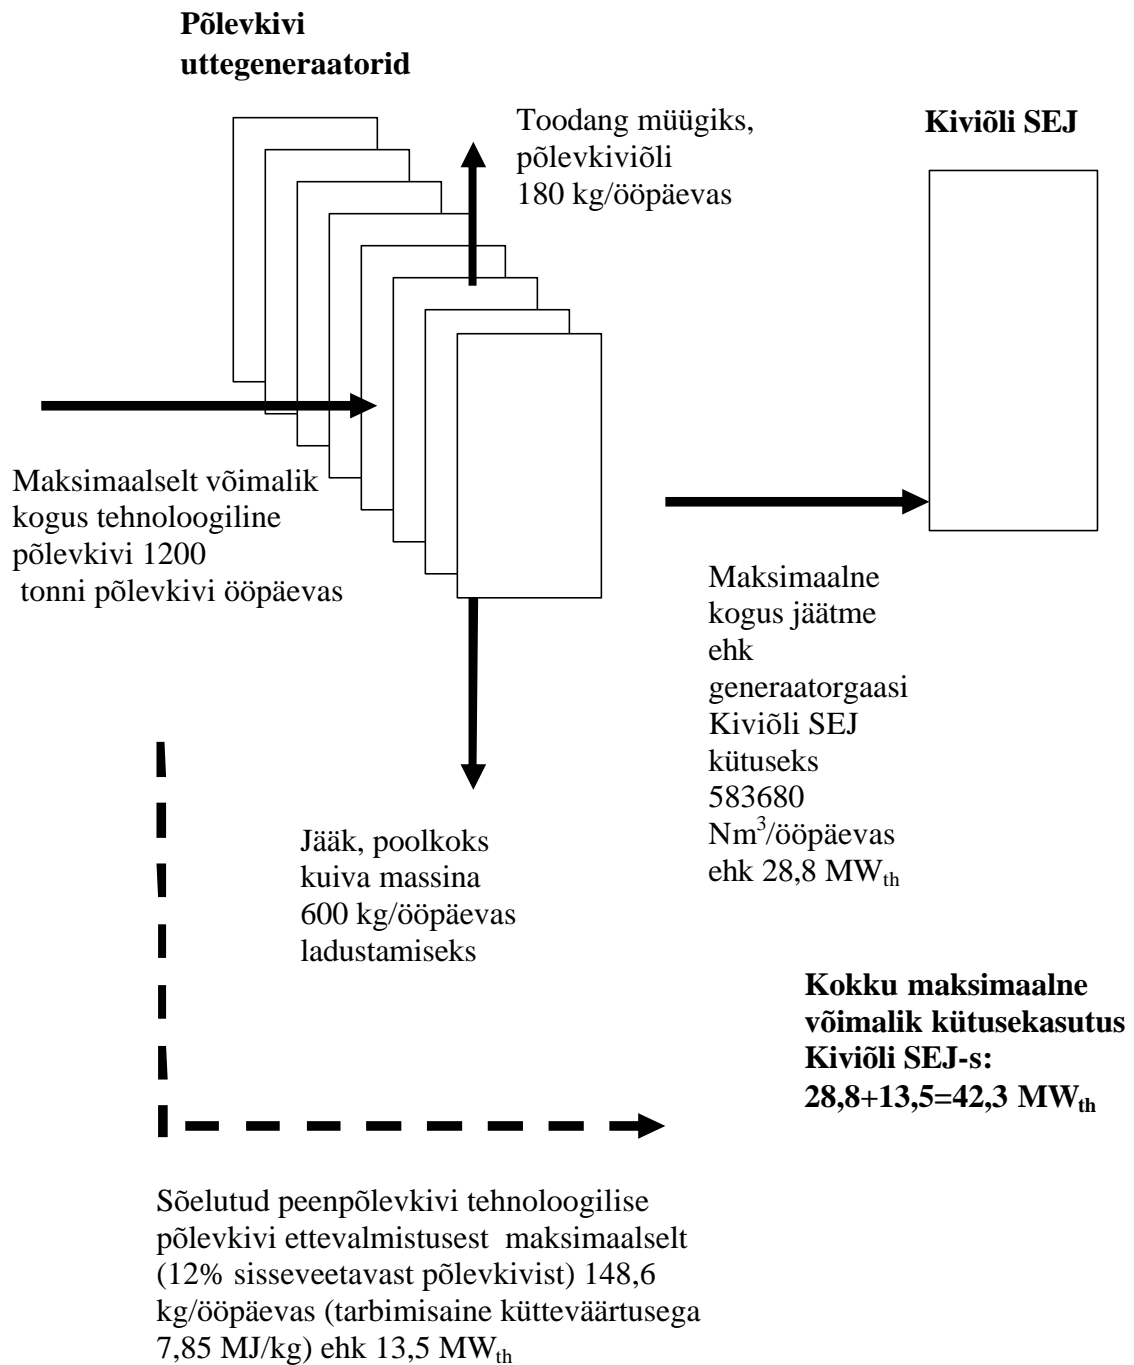 Põlevkivi
uttegeneraatorid
Toodang müügiks,
põlevkiviõli
180 kg/ööpäevas
Kiviõli SEJ
Maksimaalselt võimalik
kogus tehnoloogiline
põlevkivi 1200
tonni põlevkivi ööpäevas
Maksimaalne
kogus jäätme
ehk
generaatorgaasi
Kiviõli SEJ
kütuseks
583680
Nm³/ööpäevas
ehk 28,8 MWth
Jääk, poolkoks
kuiva massina
600 kg/ööpäevas
ladustamiseks
Kokku maksimaalne
võimalik kütusekasutus
Kiviõli SEJ-s:
28,8+13,5=42,3 MWth
Sõelutud peenpõlevkivi tehnoloogilise
põlevkivi ettevalmistusest maksimaalselt
(12% sisseveetavast põlevkivist) 148,6
kg/ööpäevas (tarbimisaine kütteväärtusega
7,85 MJ/kg) ehk 13,5 MWth